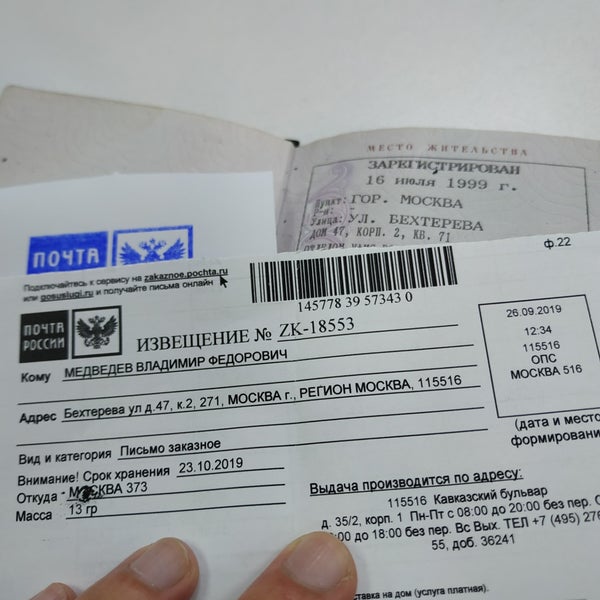 МЕСТО ЖИТЕЛЬСТВА
ЗАРЕГИСТРИРОВАН
16 июля 1999 г.
Пункт: ГОР. МОСКВА
Р-н: -
Улица: УЛ. БЕХТЕРЕВА
ДОМ 47, КОРП. 2, КВ. 71
ПОЧТА
ф.22
Подключайтесь к сервису на zakaznoe.pochta.ru
или gosuslugi.ru и получайте письма онлайн
145778 39 57343 0
ПОЧТА
РОССИИ
ИЗВЕЩЕНИЕ № ZK-18553
26.09.2019
12:34
115516
ОПС
МОСКВА 516
Кому МЕДВЕДЕВ ВЛАДИМИР ФЕДОРОВИЧ
Адрес Бехтерева ул д.47, к.2, 271, МОСКВА г., РЕГИОН МОСКВА, 115516
(дата и место
формировани
Вид и категория Письмо заказное
Внимание! Срок хранения 23.10.2019
Откуда - МОСКВА 373
Масса 13 гр
Выдача производится по адресу:
115516 Кавказский бульвар
д. 35/2, корп. 1 Пн-Пт с 08:00 до 20:00 без пер. С
до 18:00 без пер. Вс Вых. ТЕЛ +7 (495) 276
55, доб. 36241
ставка на дом (услуга платная).